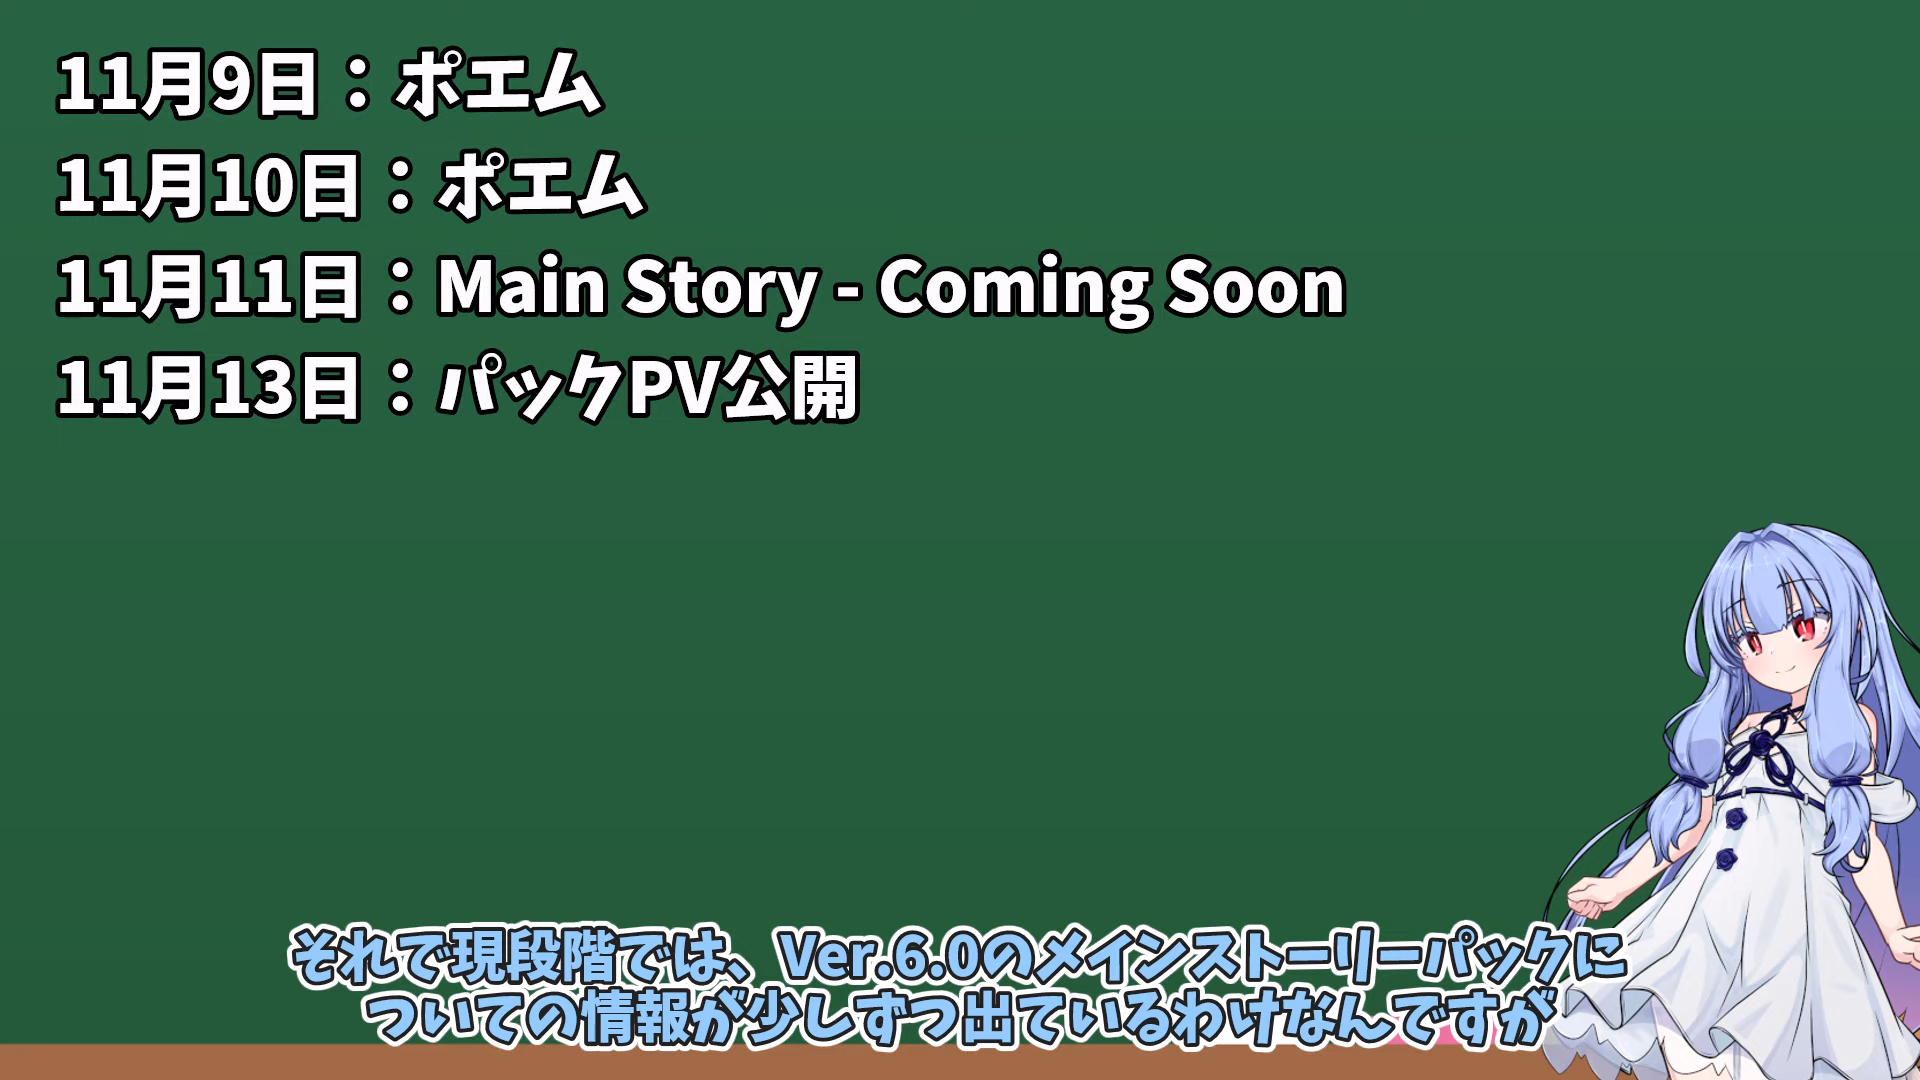 11月9日：ポエム
11月10日：ポエム
11月11日：Main Story - Coming Soon
11月13日：パックPV公開
それで現段階では、Ver.6.0のメインストーリーパックに
ついての情報が少しずつ出ているわけなんですが